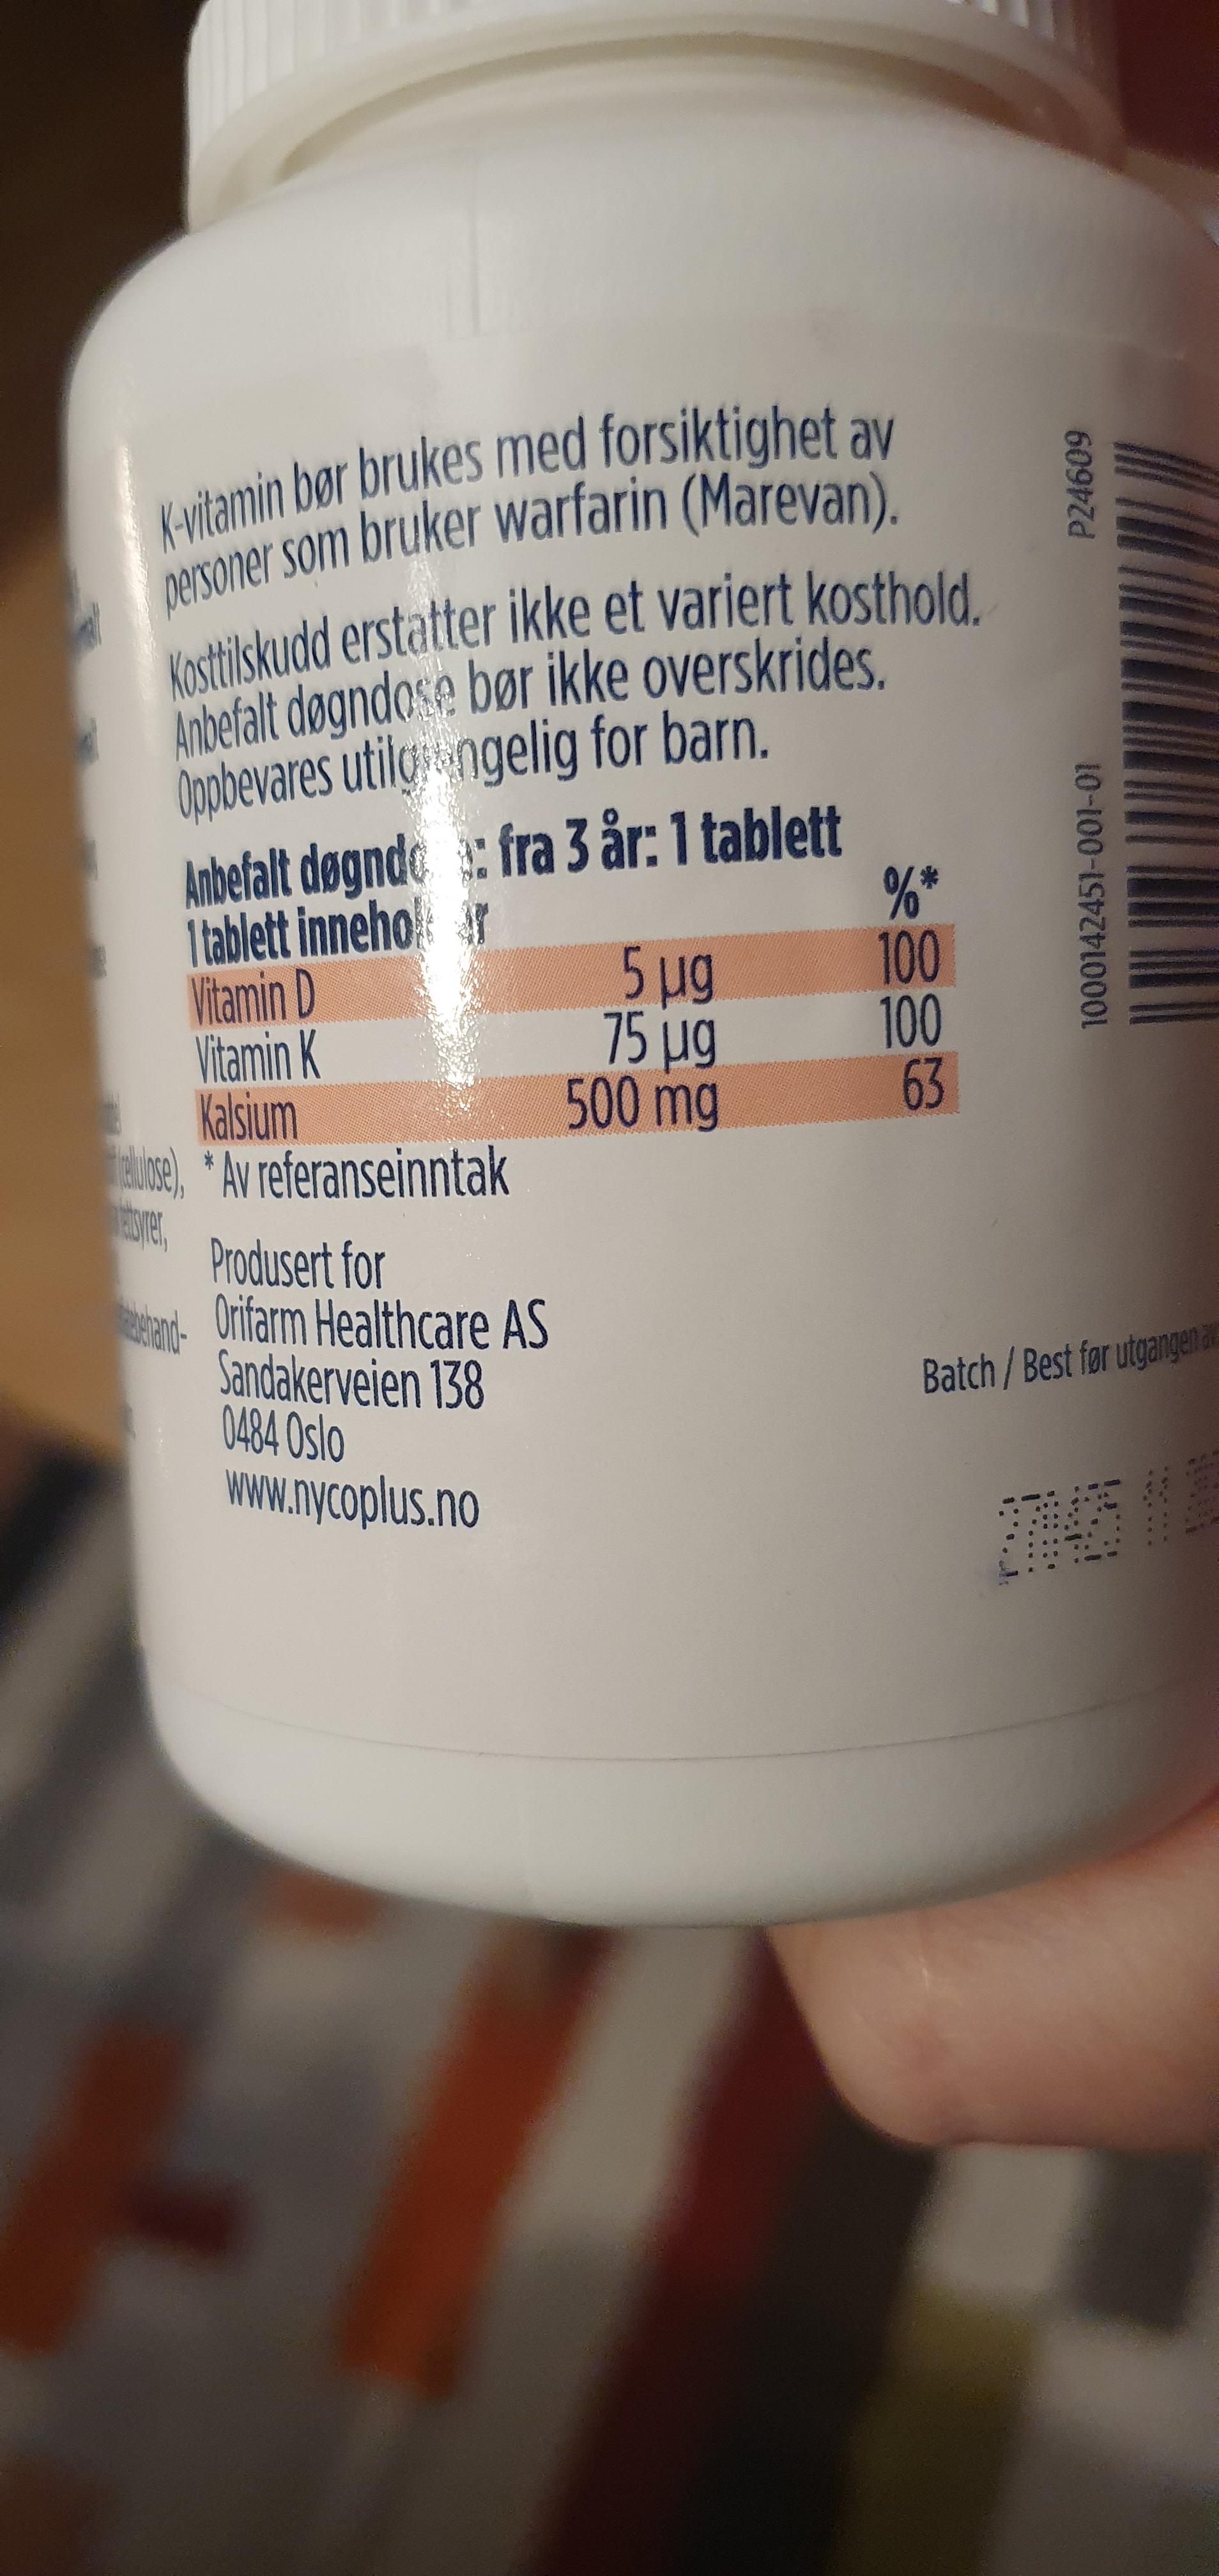 K-vitamin bør brukes med forsiktighet av
personer som bruker warfarin (Marevan).
Kosttilskudd erstatter ikke et variert kosthold.
Anbefalt døgndose bør ikke overskrides.
Oppbevares utilgjengelig for barn.
Anbefalt døgndose: fra 3 år: 1 tablett
1 tablett inneholder %*
Vitamin D 5 µg 100
Vitamin K 75 µg 100
Kalsium 500 mg 63
* Av referanseinntak
Produsert for
Orifarm Healthcare AS
Sandakerveien 138
0484 Oslo
www.nycoplus.no
(cellulose),
fettsyrer,
P24609
1000142451-001-01
Batch / Best før utgangen av